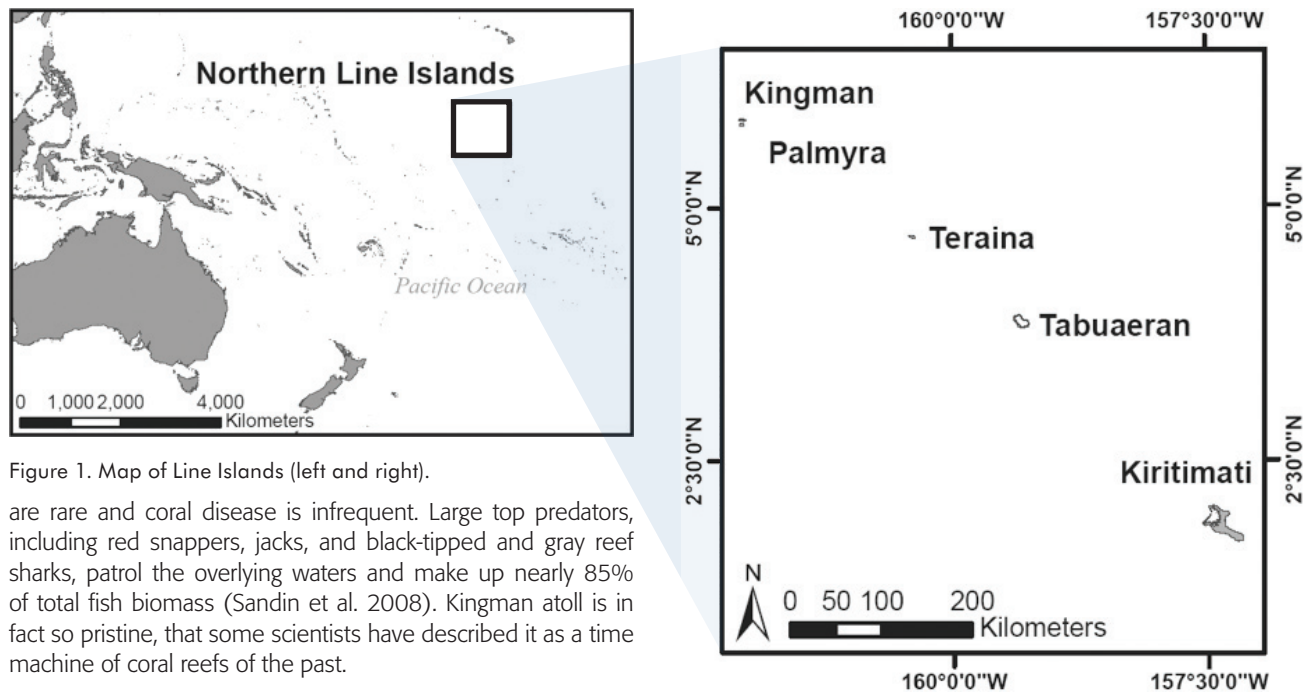 Northern Line Islands
Pacific Ocean
0 1,000 2,000 4,000
Kilometers
Figure 1. Map of Line Islands (left and right).
are rare and coral disease is infrequent. Large top predators,
including red snappers, jacks, and black-tipped and gray reef
sharks, patrol the overlying waters and make up nearly 85%
of total fish biomass (Sandin et al. 2008). Kingman atoll is in
fact so pristine, that some scientists have described it as a time
machine of coral reefs of the past.
160°0'0"W 157°30'0"W
Kingman
Palmyra
5°0'0"N 5°0'0"N
Teraina
Tabuaeran
2°30'0"N 2°30'0"N
Kiritimati
N
0 50 100 200
Kilometers
160°0'0"W 157°30'0"W